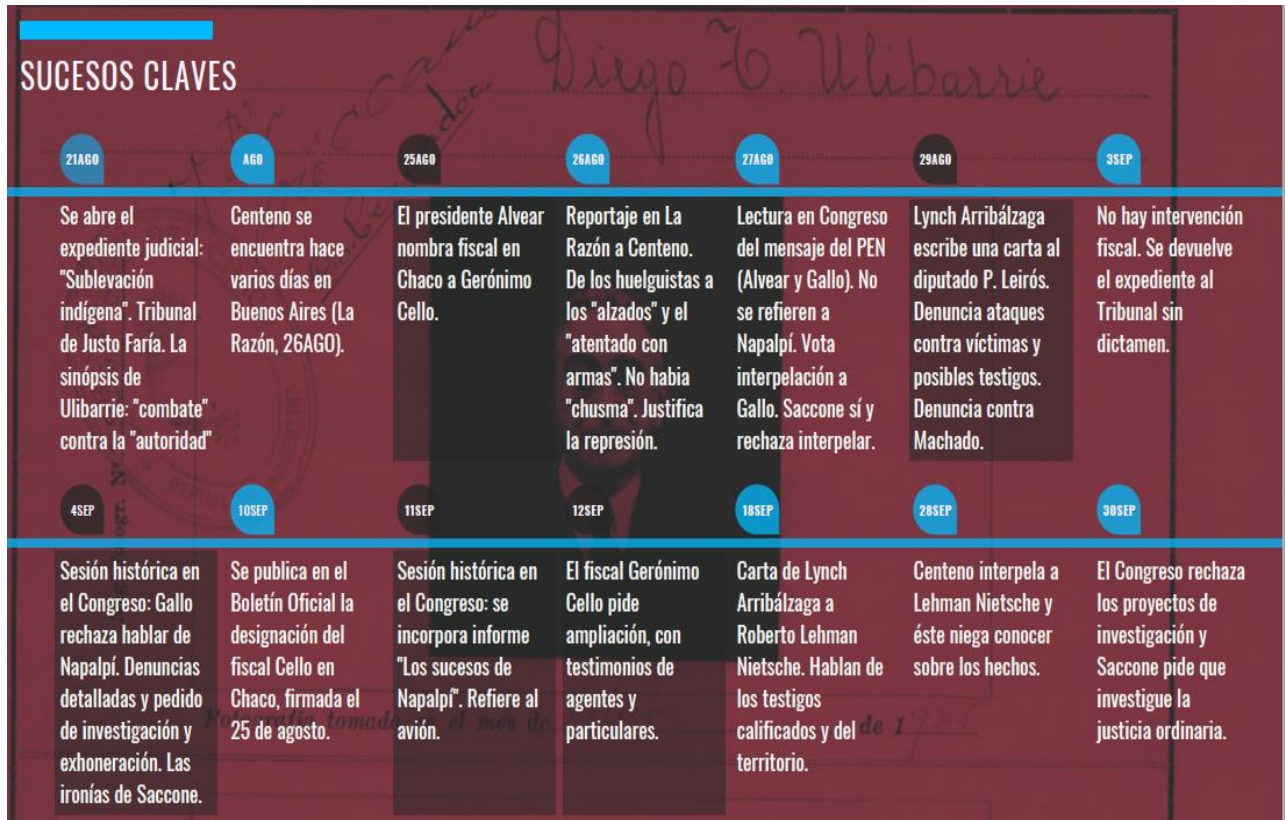 SUCESOS CLAVES
Diego T. Ulibarrie
21AGO
Se abre el
expediente judicial:
"Sublevación
indígena". Tribunal
de Justo Faría. La
sinópsis de
Ulibarrie: "combate"
contra la "autoridad"
AGO
Centeno se
encuentra hace
varios días en
Buenos Aires (La
Razón, 26AGO).
25AGO
El presidente Alvear
nombra fiscal en
Chaco a Gerónimo
Cello.
26AGO
Reportaje en La
Razón a Centeno.
De los huelguistas a
los "alzados" y el
"atentado con
armas". No habia
"chusma". Justifica
la represión.
27AGO
Lectura en Congreso
del mensaje del PEN
(Alvear y Gallo). No
se refieren a
Napalpí. Vota
interpelación a
Gallo. Saccone sí y
rechaza interpelar.
29AGO
Lynch Arribálzaga
escribe una carta al
diputado P. Leirós.
Denuncia ataques
contra víctimas y
posibles testigos.
Denuncia contra
Machado.
3SEP
No hay intervención
fiscal. Se devuelve
el expediente al
Tribunal sin
dictamen.
4SEP
Sesión histórica en
el Congreso: Gallo
rechaza hablar de
Napalpí. Denuncias
detalladas y pedido
de investigación y
exhoneración. Las
ironías de Saccone.
10SEP
Se publica en el
Boletín Oficial la
designación del
fiscal Cello en
Chaco, firmada el
25 de agosto.
11SEP
Sesión histórica en
el Congreso: se
incorpora informe
"Los sucesos de
Napalpí". Refiere al
avión.
12SEP
El fiscal Gerónimo
Cello pide
ampliación, con
testimonios de
agentes y
particulares.
18SEP
Carta de Lynch
Arribálzaga a
Roberto Lehman
Nietsche. Hablan de
los testigos
calificados y del
territorio.
28SEP
Centeno interpela a
Lehman Nietsche y
éste niega conocer
sobre los hechos.
30SEP
El Congreso rechaza
los proyectos de
investigación y
Saccone pide que
investigue la
justicia ordinaria.
Fotografía tomada en el mes de de 1925